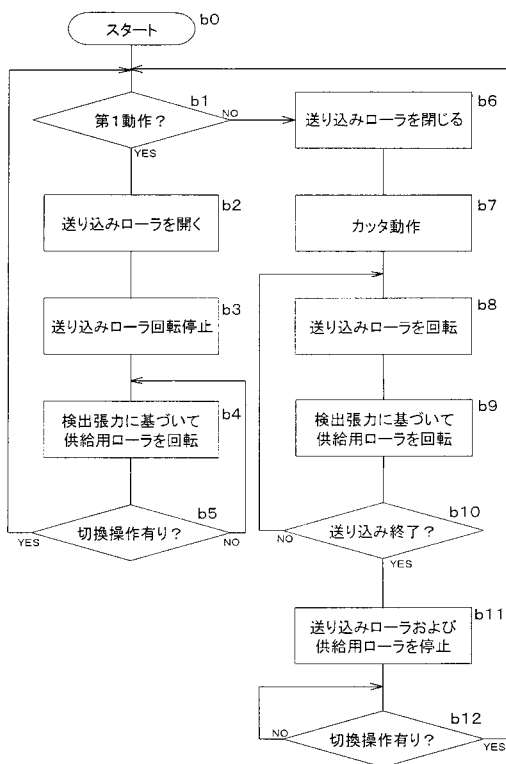 スタート
b0
第1動作？
b1
NO
YES
送り込みローラを開く
b2
送り込みローラ回転停止
b3
検出張力に基づいて
供給用ローラを回転
b4
切換操作有り？
b5
YES
NO
送り込みローラを閉じる
b6
カッタ動作
b7
送り込みローラを回転
b8
検出張力に基づいて
供給用ローラを回転
b9
送り込み終了？
b10
NO
YES
送り込みローラおよび
供給用ローラを停止
b11
切換操作有り？
b12
NO
YES